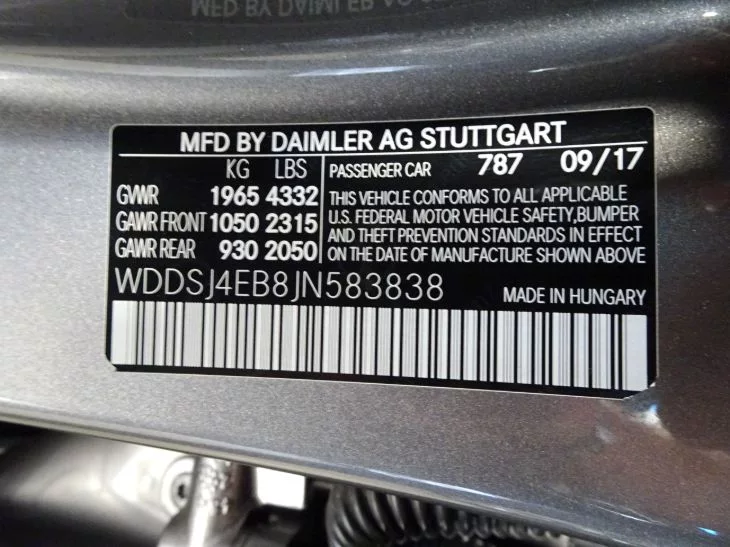 MFD BY DAIMLER AG STUTTGART
KG LBS
GVWR 1965 4332
GAWR FRONT 1050 2315
GAWR REAR 930 2050
PASSENGER CAR 787 09/17
THIS VEHICLE CONFORMS TO ALL APPLICABLE
U.S. FEDERAL MOTOR VEHICLE SAFETY,BUMPER
AND THEFT PREVENTION STANDARDS IN EFFECT
ON THE DATE OF MANUFACTURE SHOWN ABOVE
WDDSJ4EB8JN583838
MADE IN HUNGARY